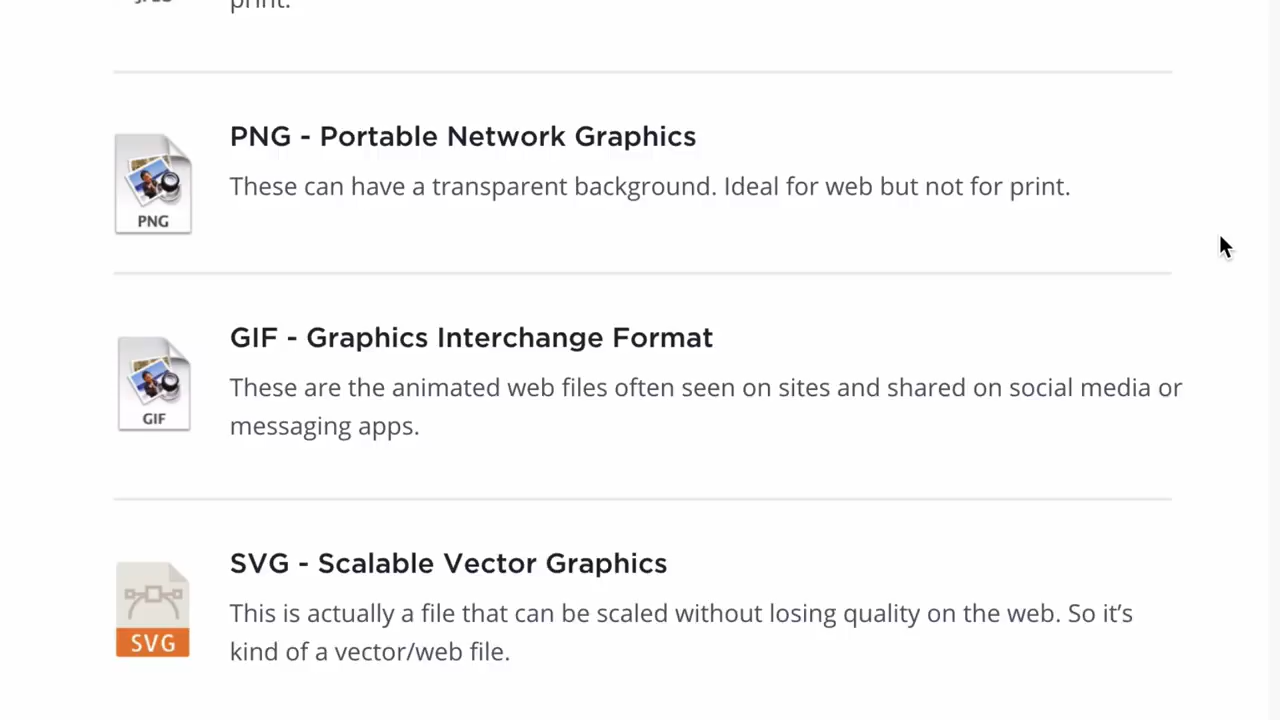 print.
PNG - Portable Network Graphics
These can have a transparent background. Ideal for web but not for print.
PNG
GIF - Graphics Interchange Format
These are the animated web files often seen on sites and shared on social media or
messaging apps.
GIF
SVG - Scalable Vector Graphics
This is actually a file that can be scaled without losing quality on the web. So it’s
kind of a vector/web file.
SVG